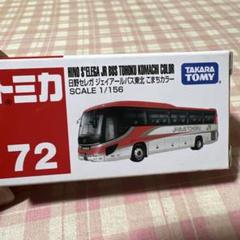 トミカ
HINO S'ELEGA JR BUS TOHOKU KOMACHI COLOR
日野セレガ ジェイアールバス東北 こまちカラー
SCALE 1/156
TAKARA
TOMY
72